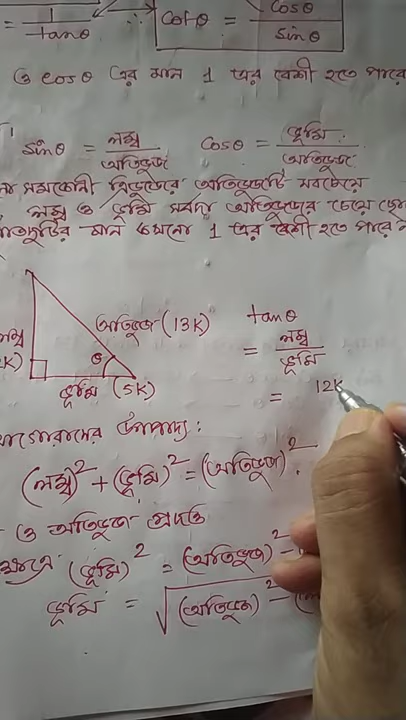 = 1/tanθ
Cotθ = Cosθ/Sinθ
ও Cosθ এর মান 1 এর বেশী হতে পারে
Sinθ = লম্ব/অতিভুজ Cosθ = ভূমি/অতিভুজ
সমকোনী ত্রিভুজের অতিভুজটি সবচেয়ে
লম্ব ও ভূমি সর্বদা অতিভুজের চেয়ে
মান কখনো 1 এর বেশী হতে পারে
অতিভুজ (13K)
লম্ব
θ
ভূমি (5K)
tanθ
= লম্ব/ভূমি
= 12K
উপপাদ্য:
(লম্ব)² + (ভূমি)² = (অতিভুজ)²
ও অতিভুজ প্রদত্ত
(ভূমি)² = (অতিভুজ)² -
ভূমি = √(অতিভুজ)² -